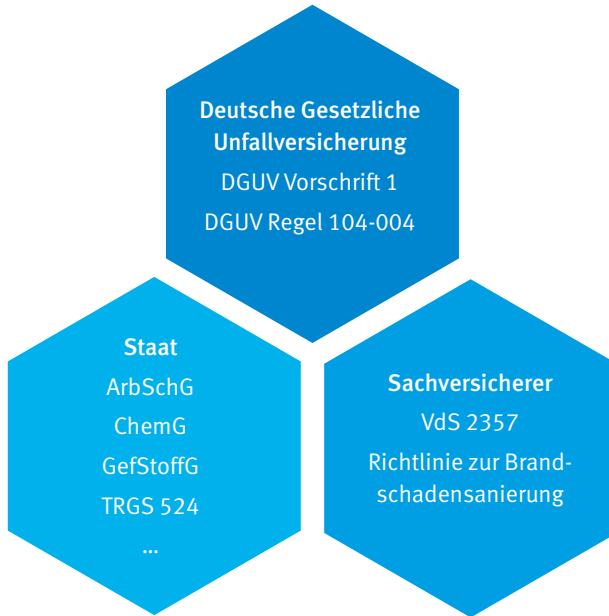 Deutsche Gesetzliche
Unfallversicherung
DGUV Vorschrift 1
DGUV Regel 104-004
Staat
ArbSchG
ChemG
GefStoffG
TRGS 524
...
Sachversicherer
VdS 2357
Richtlinie zur Brand-
schadensanierung